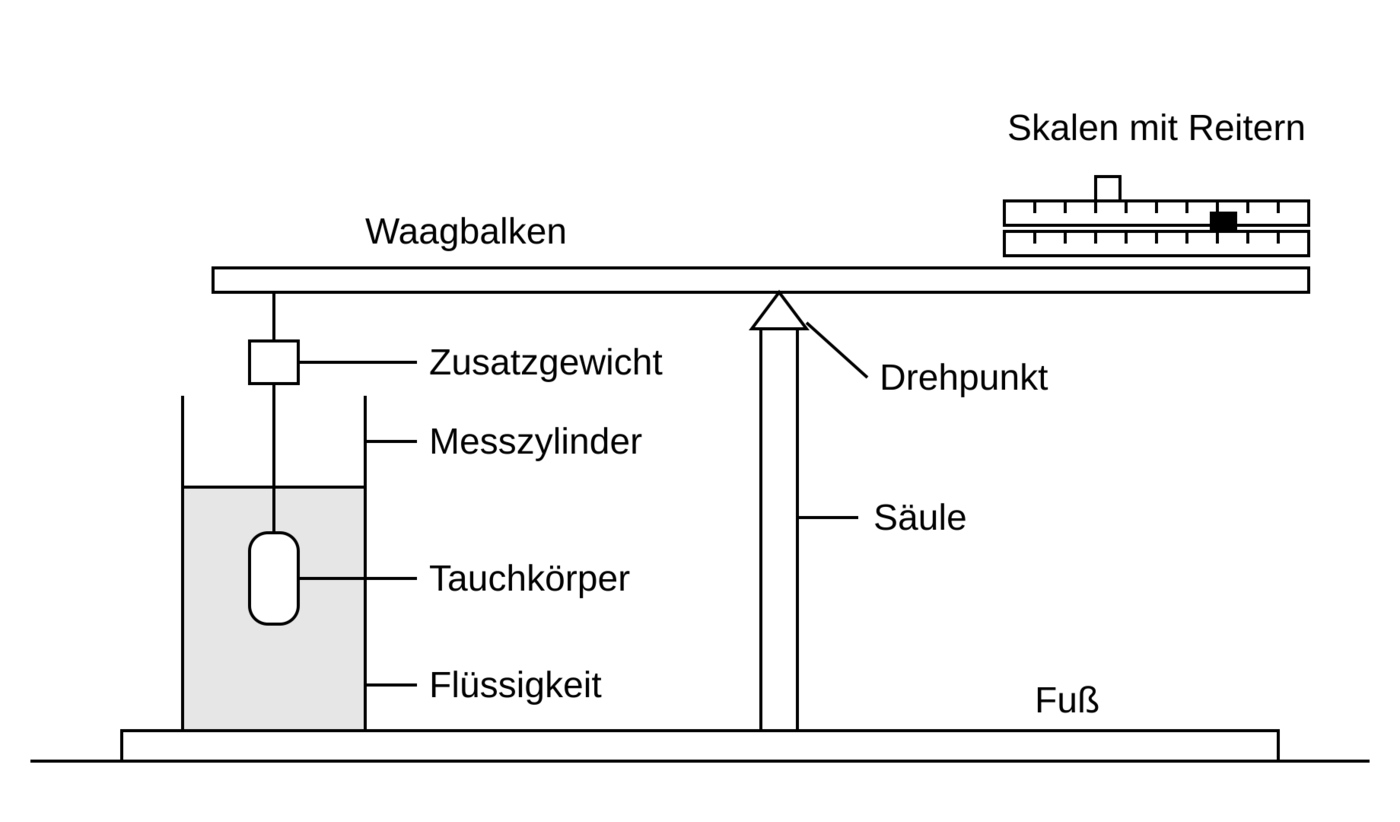 Skalen mit Reitern
Waagbalken
Zusatzgewicht
Drehpunkt
Messzylinder
Säule
Tauchkörper
Flüssigkeit
Fuß